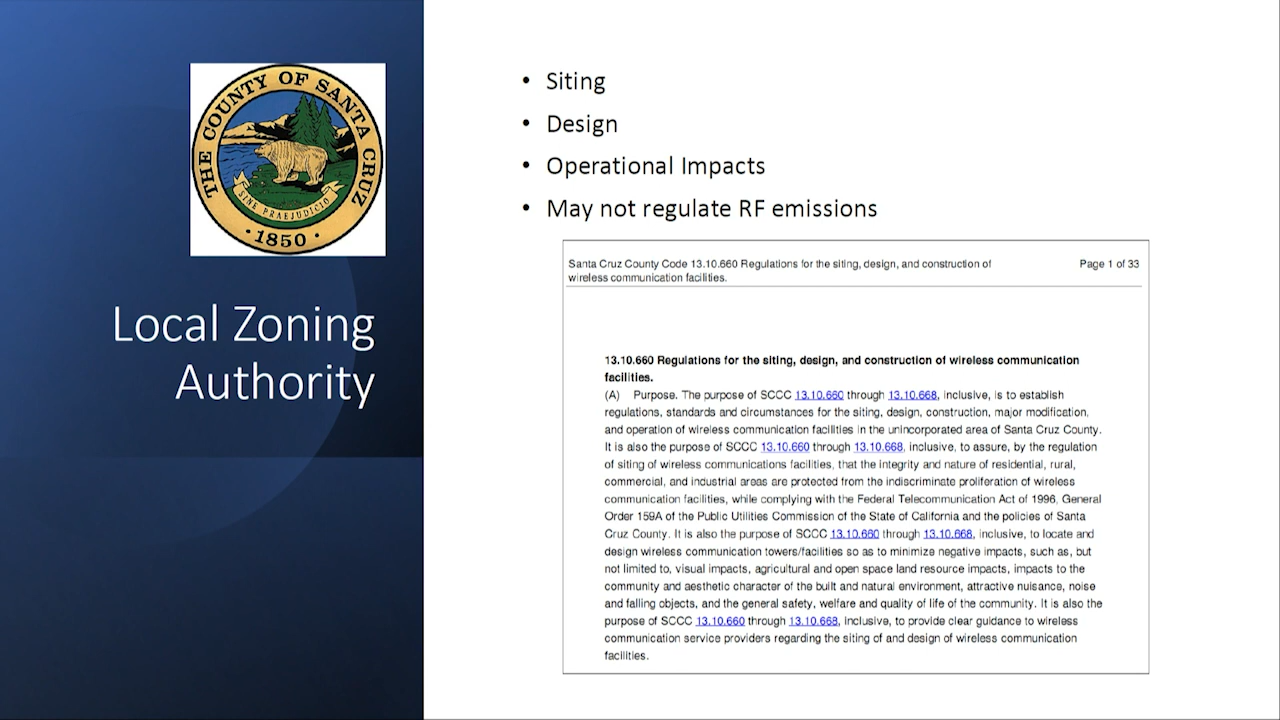 THE COUNTY OF SANTA CRUZ
SINE PRAEJUDICIO
• 1850 •
Local Zoning
Authority
• Siting
• Design
• Operational Impacts
• May not regulate RF emissions
Santa Cruz County Code 13.10.660 Regulations for the siting, design, and construction of
wireless communication facilities.
Page 1 of 33
13.10.660 Regulations for the siting, design, and construction of wireless communication
facilities.
(A) Purpose. The purpose of SCCC 13.10.660 through 13.10.668, inclusive, is to establish
regulations, standards and circumstances for the siting, design, construction, major modification,
and operation of wireless communication facilities in the unincorporated area of Santa Cruz County.
It is also the purpose of SCCC 13.10.660 through 13.10.668, inclusive, to assure, by the regulation
of siting of wireless communications facilities, that the integrity and nature of residential, rural,
commercial, and industrial areas are protected from the indiscriminate proliferation of wireless
communication facilities, while complying with the Federal Telecommunication Act of 1996, General
Order 159A of the Public Utilities Commission of the State of California and the policies of Santa
Cruz County. It is also the purpose of SCCC 13.10.660 through 13.10.668, inclusive, to locate and
design wireless communication towers/facilities so as to minimize negative impacts, such as, but
not limited to, visual impacts, agricultural and open space land resource impacts, impacts to the
community and aesthetic character of the built and natural environment, attractive nuisance, noise
and falling objects, and the general safety, welfare and quality of life of the community. It is also the
purpose of SCCC 13.10.660 through 13.10.668, inclusive, to provide clear guidance to wireless
communication service providers regarding the siting of and design of wireless communication
facilities.